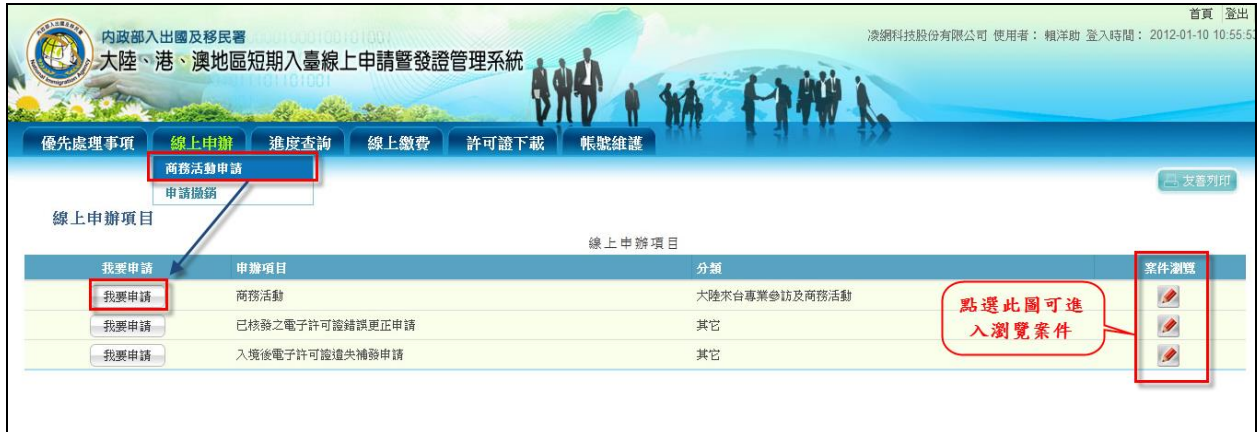 首頁 登出
內政部入出國及移民署
凌網科技股份有限公司 使用者： 賴洋助 登入時間： 2012-01-10 10:55:53
大陸、港、澳地區短期入臺線上申請暨發證管理系統
優先處理事項 線上申辦 進度查詢 線上繳費 許可證下載 帳號維護
商務活動申請
申請撤銷
友善列印
線上申辦項目
線上申辦項目
我要申請 申辦項目 分類 案件瀏覽
我要申請 商務活動 大陸來台專業參訪及商務活動
我要申請 已核發之電子許可證錯誤更正申請 其它
我要申請 入境後電子許可證遺失補發申請 其它
點選此圖可進
入瀏覽案件